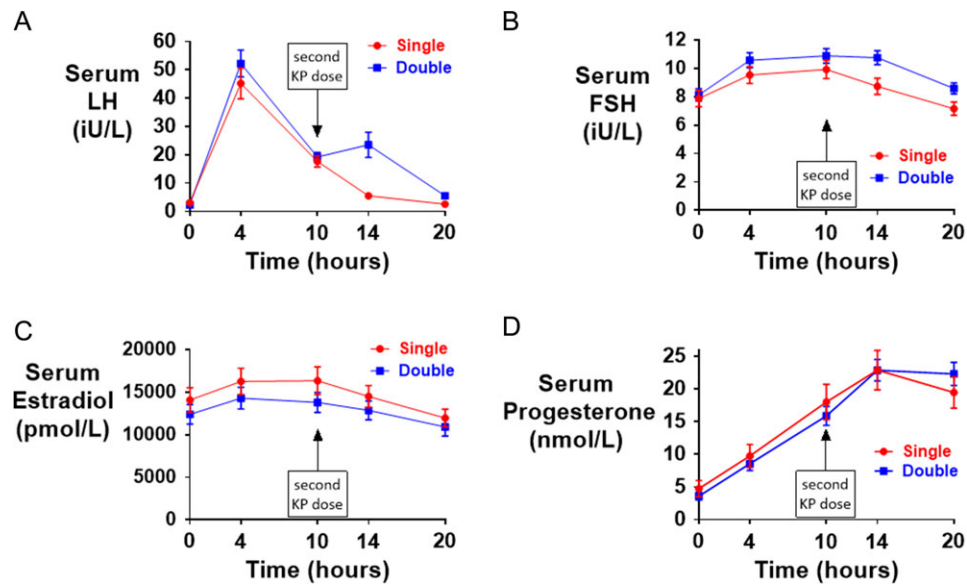 A
Serum
LH
(iU/L)
60
50
40
30
20
10
0
second
KP dose
Single
Double
0 4 10 14 20
Time (hours)
B
Serum
FSH
(iU/L)
12
10
8
6
4
2
0
second
KP dose
Single
Double
0 4 10 14 20
Time (hours)
C
Serum
Estradiol
(pmol/L)
20000
15000
10000
5000
0
second
KP dose
Single
Double
0 4 10 14 20
Time (hours)
D
Serum
Progesterone
(nmol/L)
25
20
15
10
5
0
second
KP dose
Single
Double
0 4 10 14 20
Time (hours)